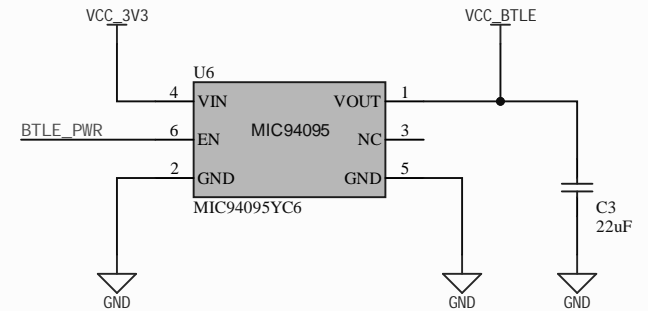 VCC_3V3
VCC_BTLE
U6
4
VIN
VOUT
1
BTLE_PWR
6
EN
MIC94095
NC
3
2
GND
GND
5
MIC94095YC6
C3
22uF
GND
GND
GND